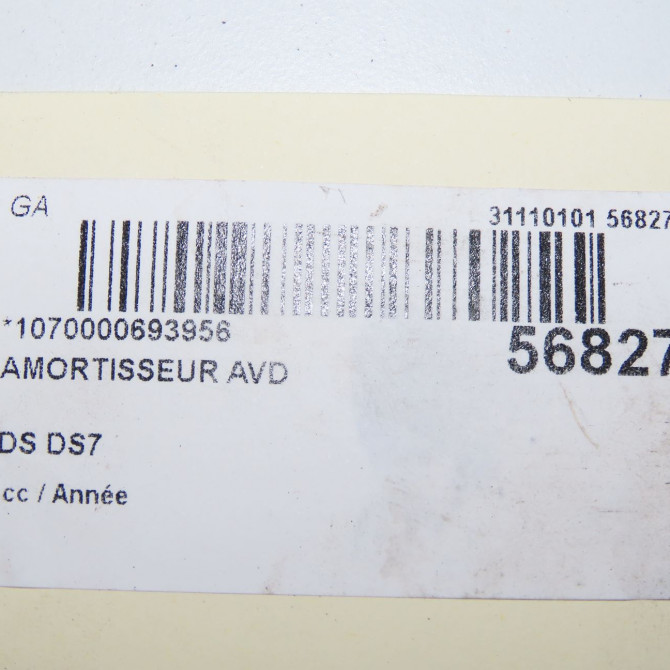 GA
31110101 56827
*1070000693956
56827
AMORTISSEUR AVD
DS DS7
cc / Année